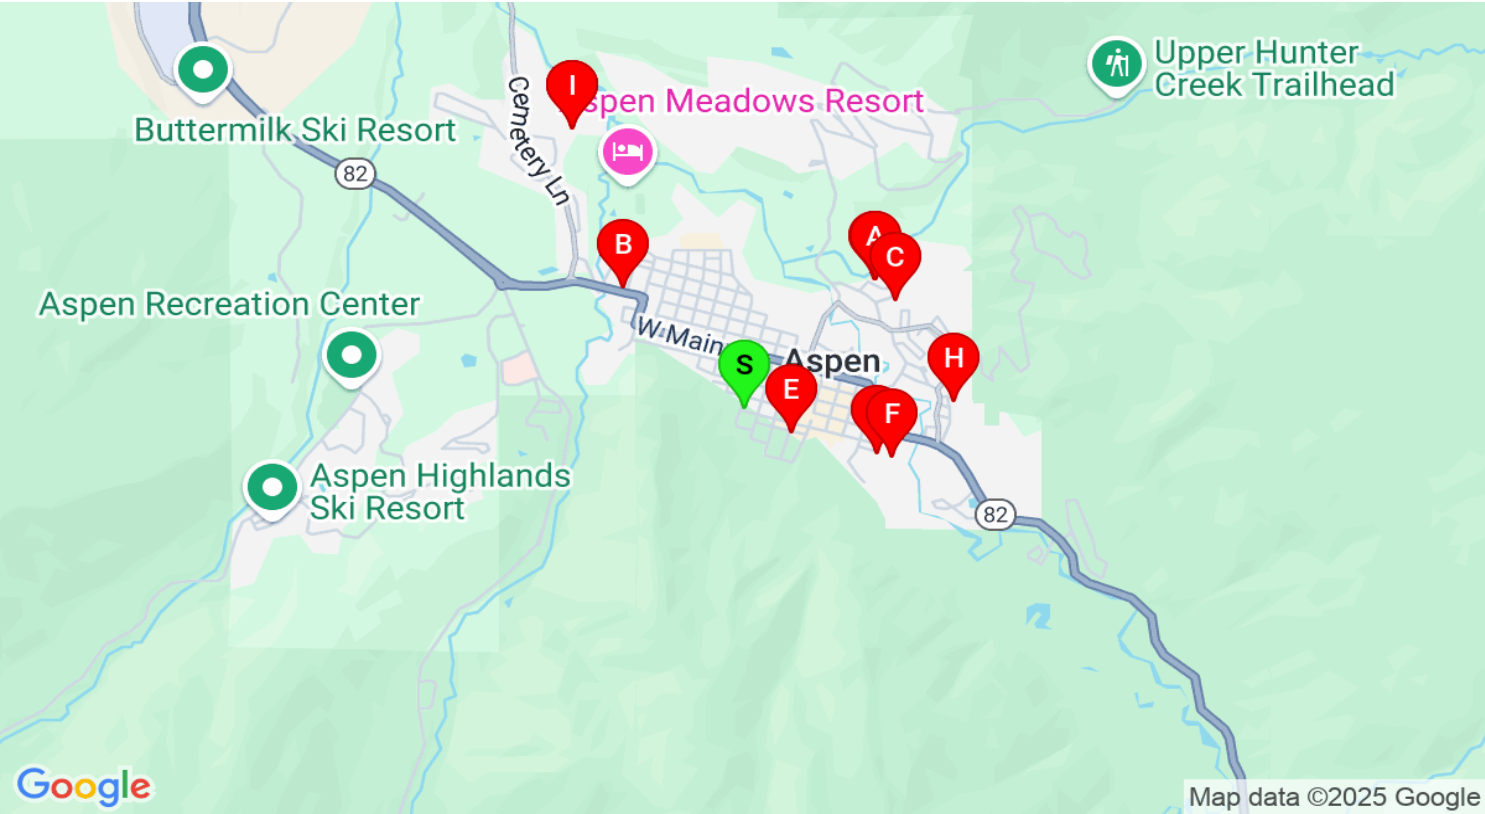 Upper Hunter
Creek Trailhead
I
spen Meadows Resort
Cemetery Ln
Buttermilk Ski Resort
82
A
B
C
Aspen Recreation Center
W Main
Aspen
S
H
E
F
Aspen Highlands
Ski Resort
82
Google
Map data ©2025 Google